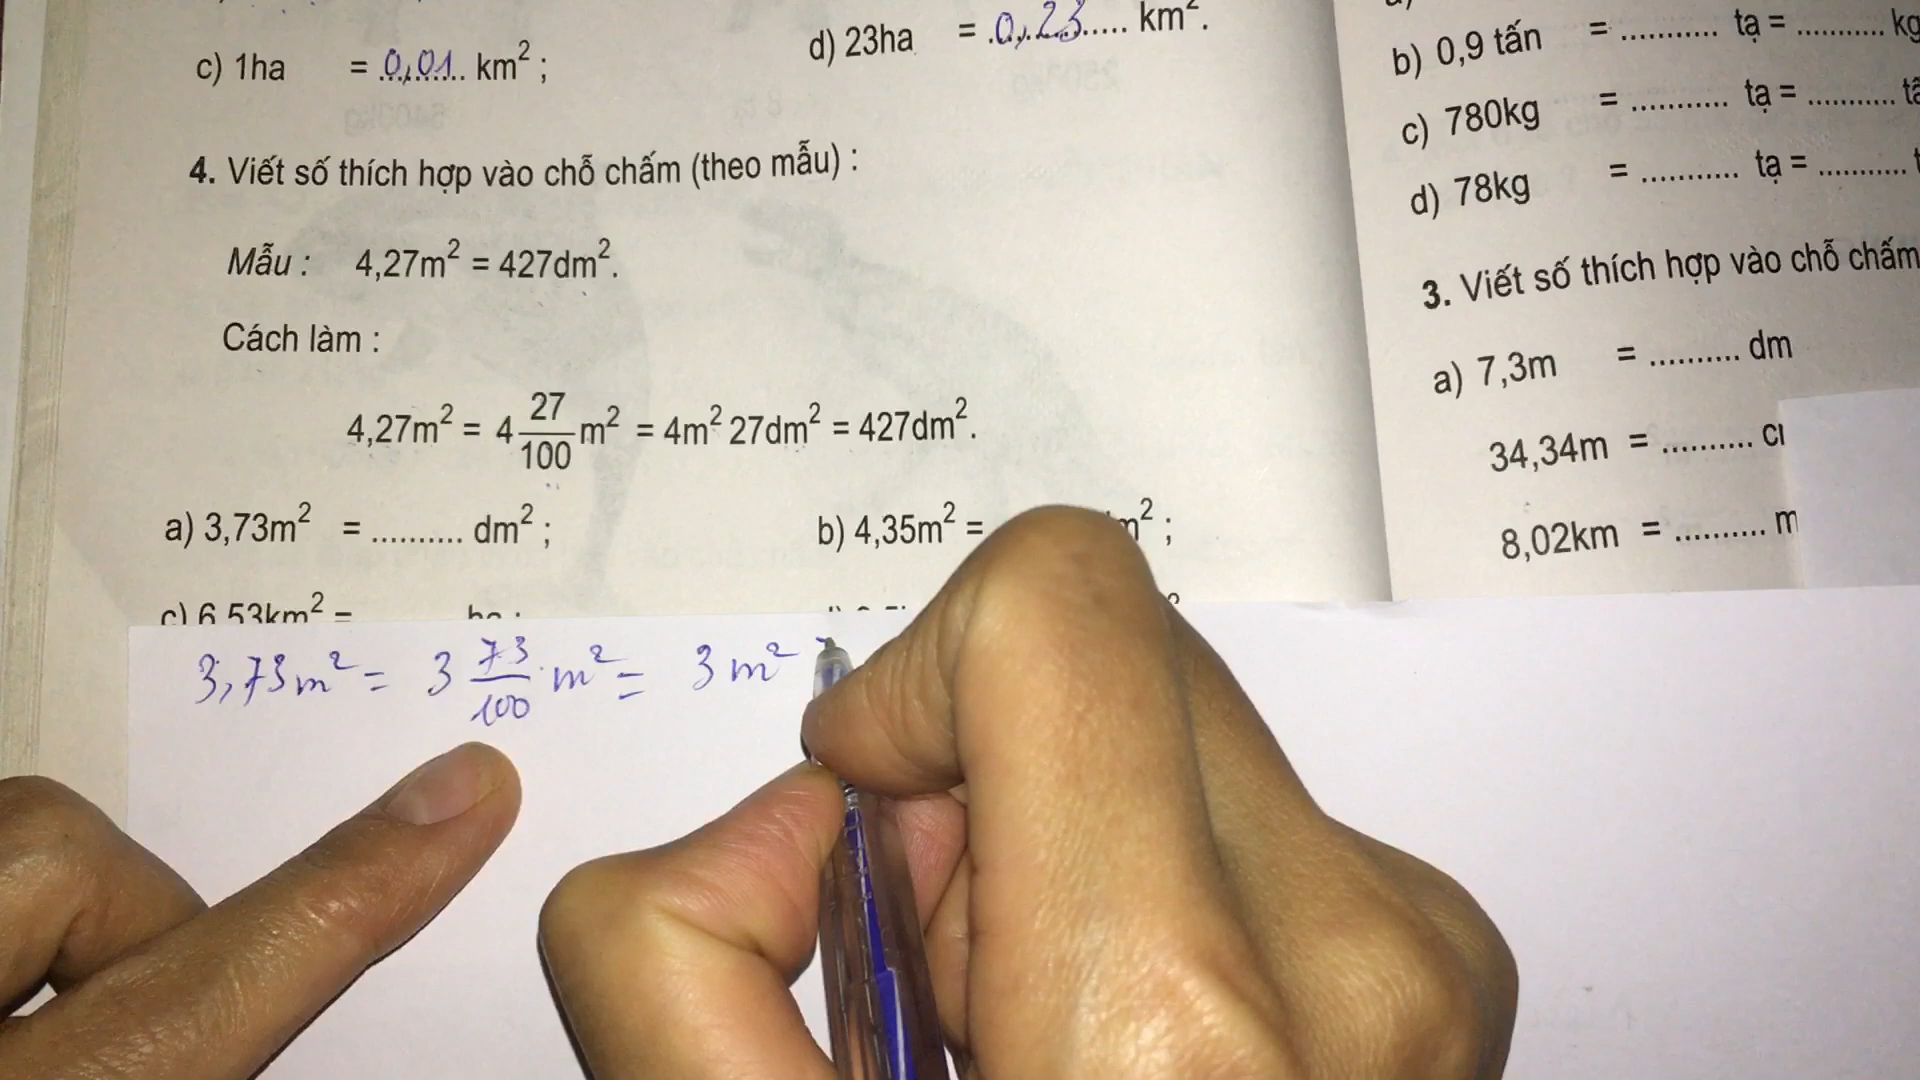 c) 1ha = 0,01 km² ;
d) 23ha = 0,23 km².
4. Viết số thích hợp vào chỗ chấm (theo mẫu) :
Mẫu : 4,27m² = 427dm².
Cách làm :
4,27m² = 4 27/100 m² = 4m² 27dm² = 427dm².
a) 3,73m² = .......... dm² ;
b) 4,35m² =
c) 6,53km² =
3,73m² = 3 73/100 m² = 3m²
b) 0,9 tấn = ........... tạ = .......... kg
c) 780kg = ........... tạ = ..........
d) 78kg = ........... tạ = ..........
3. Viết số thích hợp vào chỗ chấm
a) 7,3m = .......... dm
34,34m = ..........
8,02km = .......... m